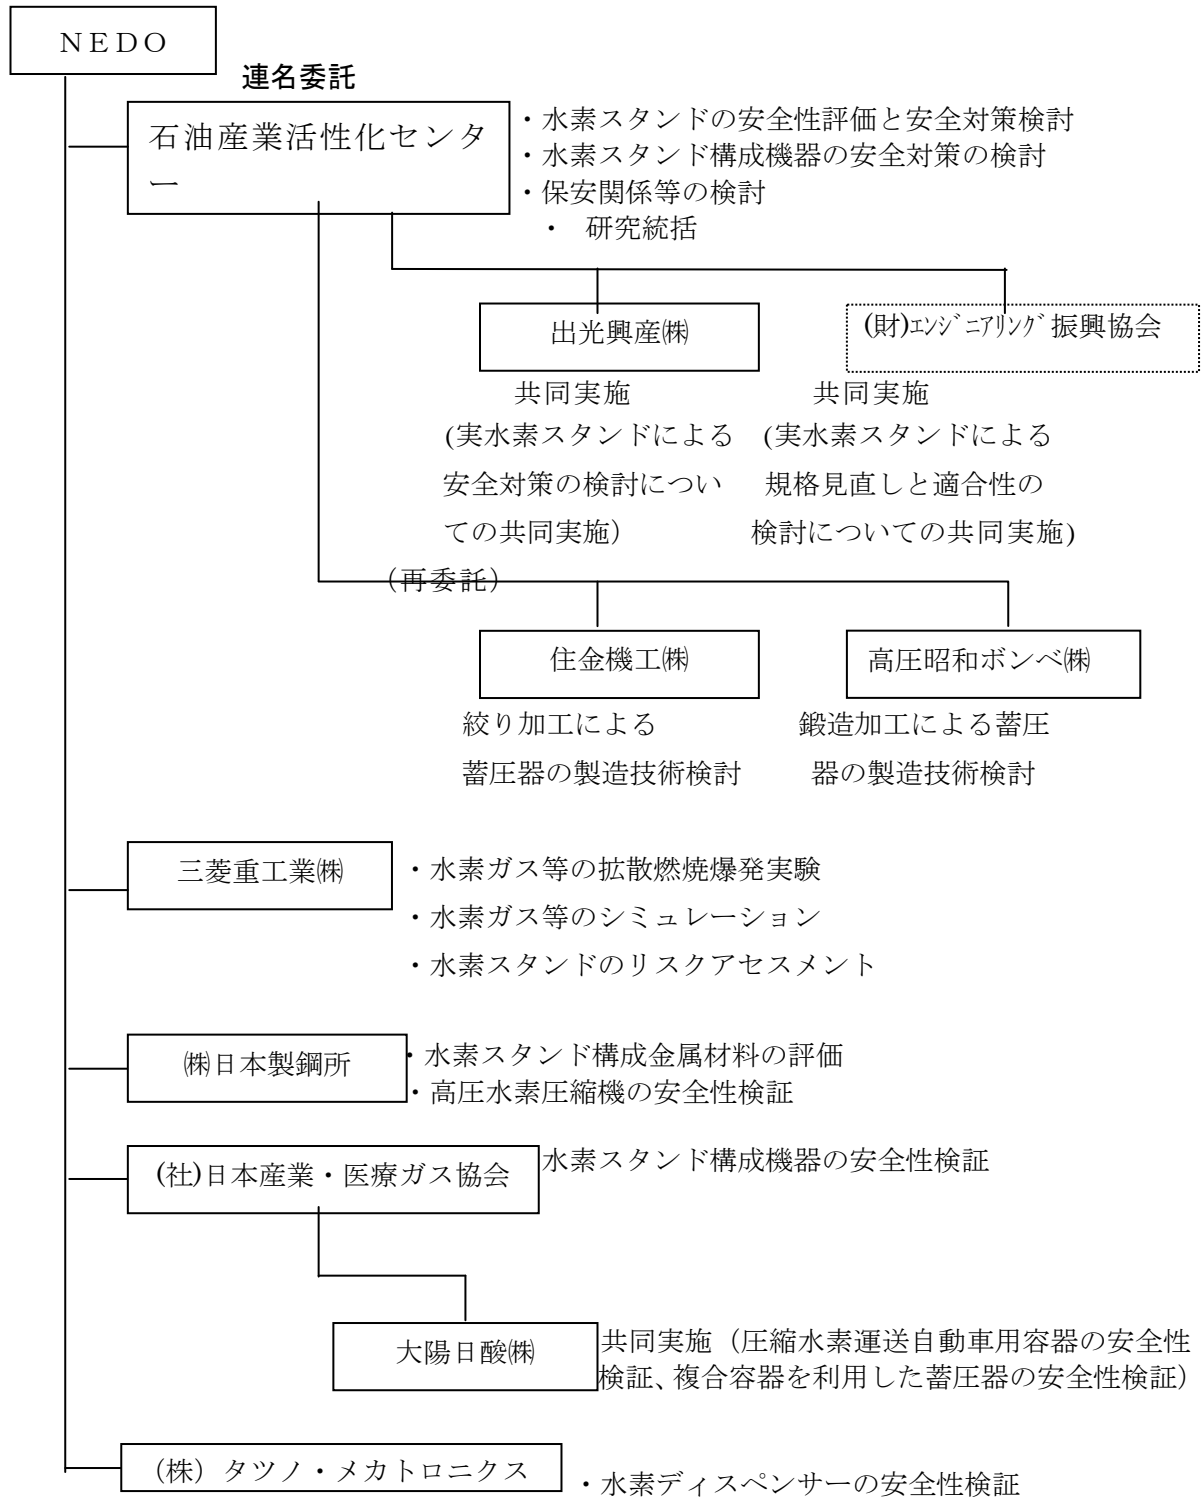 NEDO
連名委託
石油産業活性化センタ
ー
・水素スタンドの安全性評価と安全対策検討
・水素スタンド構成機器の安全対策の検討
・保安関係等の検討
・ 研究統括
出光興産㈱
(財)ｴﾝｼﾞﾆｱﾘﾝｸﾞ振興協会
共同実施
(実水素スタンドによる
安全対策の検討につい
ての共同実施）
共同実施
(実水素スタンドによる
規格見直しと適合性の
検討についての共同実施)
（再委託）
住金機工㈱
高圧昭和ボンベ㈱
絞り加工による
蓄圧器の製造技術検討
鍛造加工による蓄圧
器の製造技術検討
三菱重工業㈱
・水素ガス等の拡散燃焼爆発実験
・水素ガス等のシミュレーション
・水素スタンドのリスクアセスメント
㈱日本製鋼所
・水素スタンド構成金属材料の評価
・高圧水素圧縮機の安全性検証
(社)日本産業・医療ガス協会
水素スタンド構成機器の安全性検証
大陽日酸㈱
共同実施（圧縮水素運送自動車用容器の安全性
検証、複合容器を利用した蓄圧器の安全性検証）
（株）タツノ・メカトロニクス
・水素ディスペンサーの安全性検証